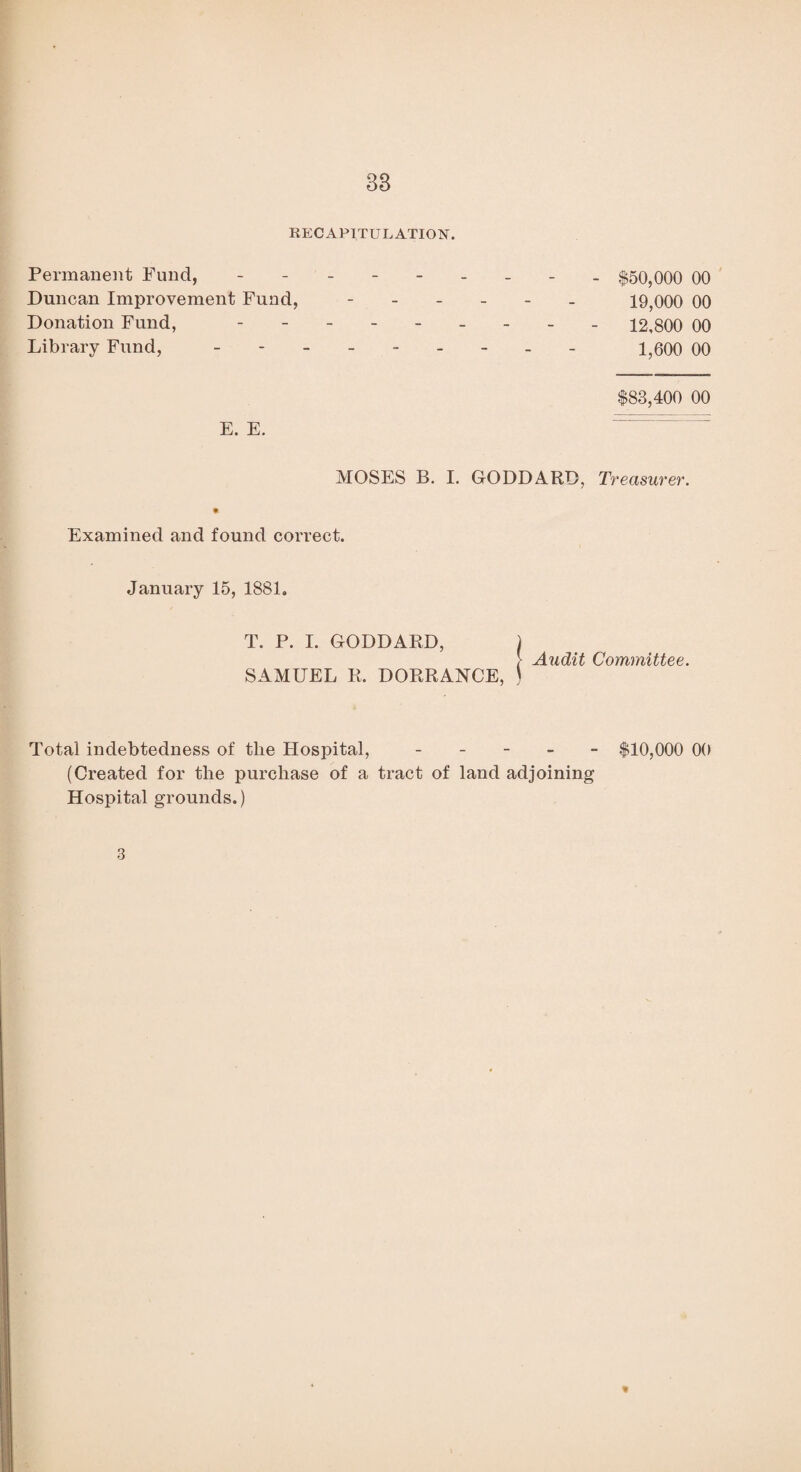 33
RECAPITULATION.
Permanent Fund, - - - - - - - - - $50,000 00
Duncan Improvement Fund, - - - - - - 19,000 00
Donation Fund, - - - - - - - - - 12,800 00
Library Fund, - - - - - - - - - 1,600 00
$83,400 00
E. E.
MOSES B. I. GODDARD, Treasurer.
Examined and found correct.
January 15, 1881.
T. P. I. GODDARD,
SAMUEL R. DORRANCE, } Audit Committee.
Total indebtedness of the Hospital, - - - - - $10,000 00
(Created for the purchase of a tract of land adjoining
Hospital grounds.)
3